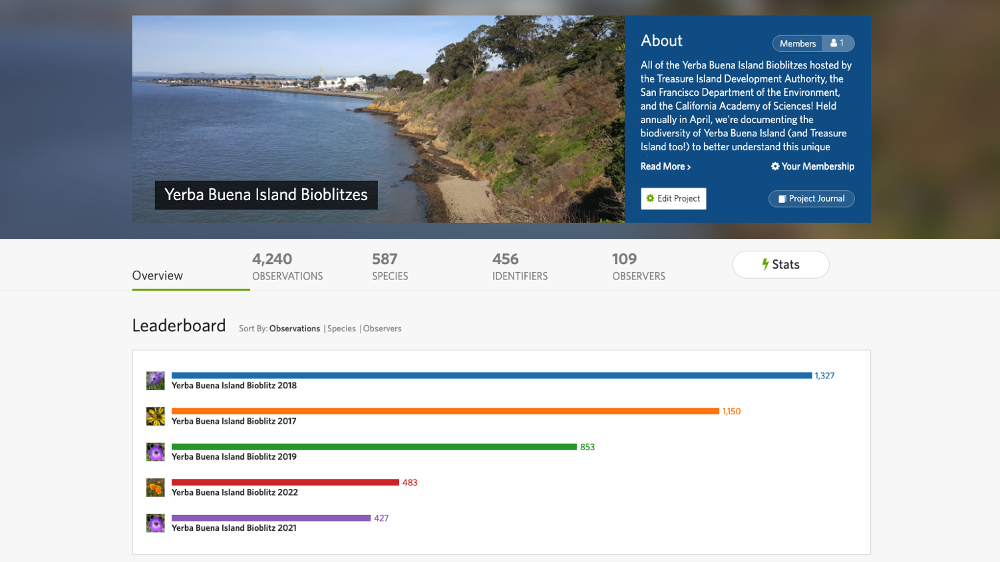 About
Members 1
All of the Yerba Buena Island Bioblitzes hosted by
the Treasure Island Development Authority, the
San Francisco Department of the Environment,
and the California Academy of Sciences! Held
annually in April, we're documenting the
biodiversity of Yerba Buena Island (and Treasure
Island too!) to better understand this unique
Read More ›
Your Membership
Edit Project
Project Journal
Yerba Buena Island Bioblitzes
Overview
4,240
OBSERVATIONS
587
SPECIES
456
IDENTIFIERS
109
OBSERVERS
Stats
Leaderboard
Sort By: Observations | Species | Observers
1,327
Yerba Buena Island Bioblitz 2018
1,150
Yerba Buena Island Bioblitz 2017
853
Yerba Buena Island Bioblitz 2019
483
Yerba Buena Island Bioblitz 2022
427
Yerba Buena Island Bioblitz 2021